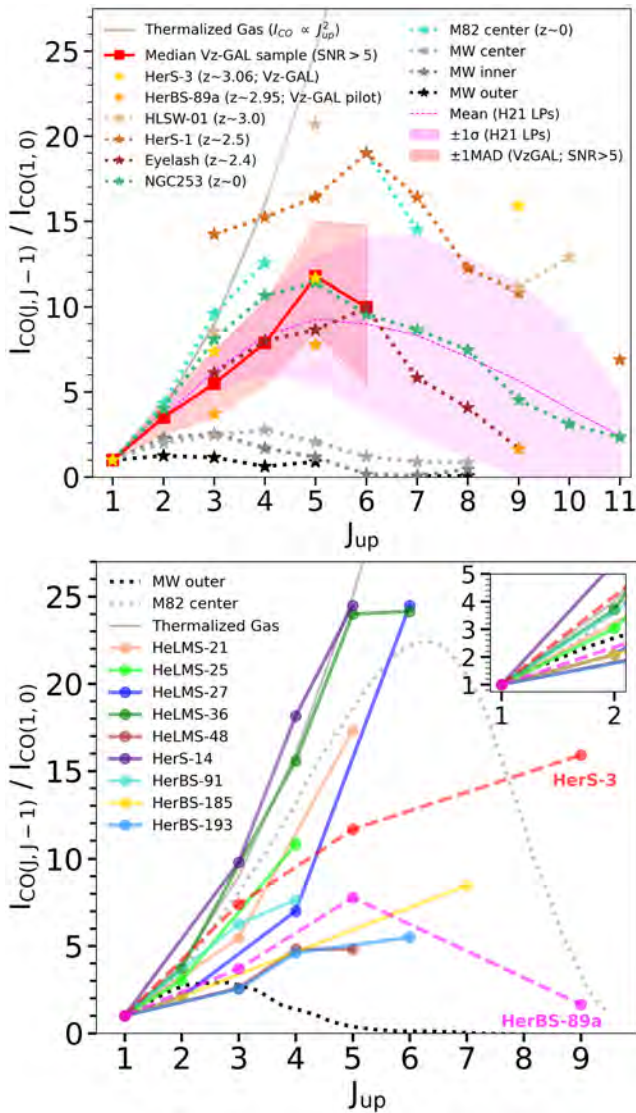 I_CO(J, J − 1) / I_CO(1, 0)
25
20
15
10
5
0
Thermalized Gas (I_CO ∝ J_up^2)
Median Vz-GAL sample (SNR > 5)
HerS-3 (z~3.06; Vz-GAL)
HerBS-89a (z~2.95; Vz-GAL pilot)
HLSW-01 (z~3.0)
HerS-1 (z~2.5)
Eyelash (z~2.4)
NGC253 (z~0)
M82 center (z~0)
MW center
MW inner
MW outer
Mean (H21 LPs)
±1σ (H21 LPs)
±1MAD (VzGAL; SNR>5)
1 2 3 4 5 6 7 8 9 10 11
J_up
I_CO(J, J − 1) / I_CO(1, 0)
25
20
15
10
5
0
MW outer
M82 center
Thermalized Gas
HeLMS-21
HeLMS-25
HeLMS-27
HeLMS-36
HeLMS-48
HerS-14
HerBS-91
HerBS-185
HerBS-193
5
4
3
2
1
1 2
HerS-3
HerBS-89a
1 2 3 4 5 6 7 8 9
J_up